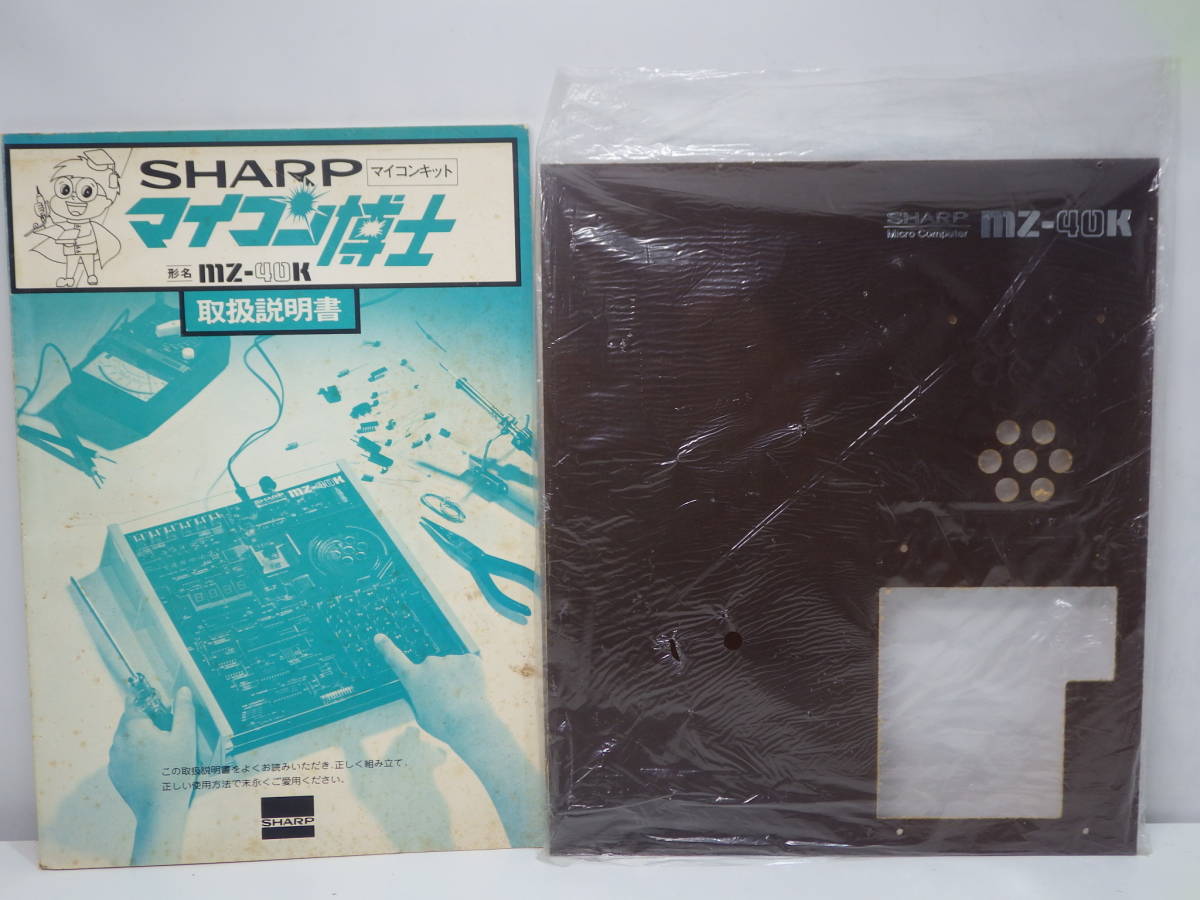 SHARP マイコンキット
マイコン博士
形名 MZ-40K
取扱説明書
SHARP MZ-40K
この取扱説明書をよくお読みいただき、正しく組み立て、
正しい使用方法で末永くご愛用ください。
SHARP
SHARP
Micro Computer
MZ-40K